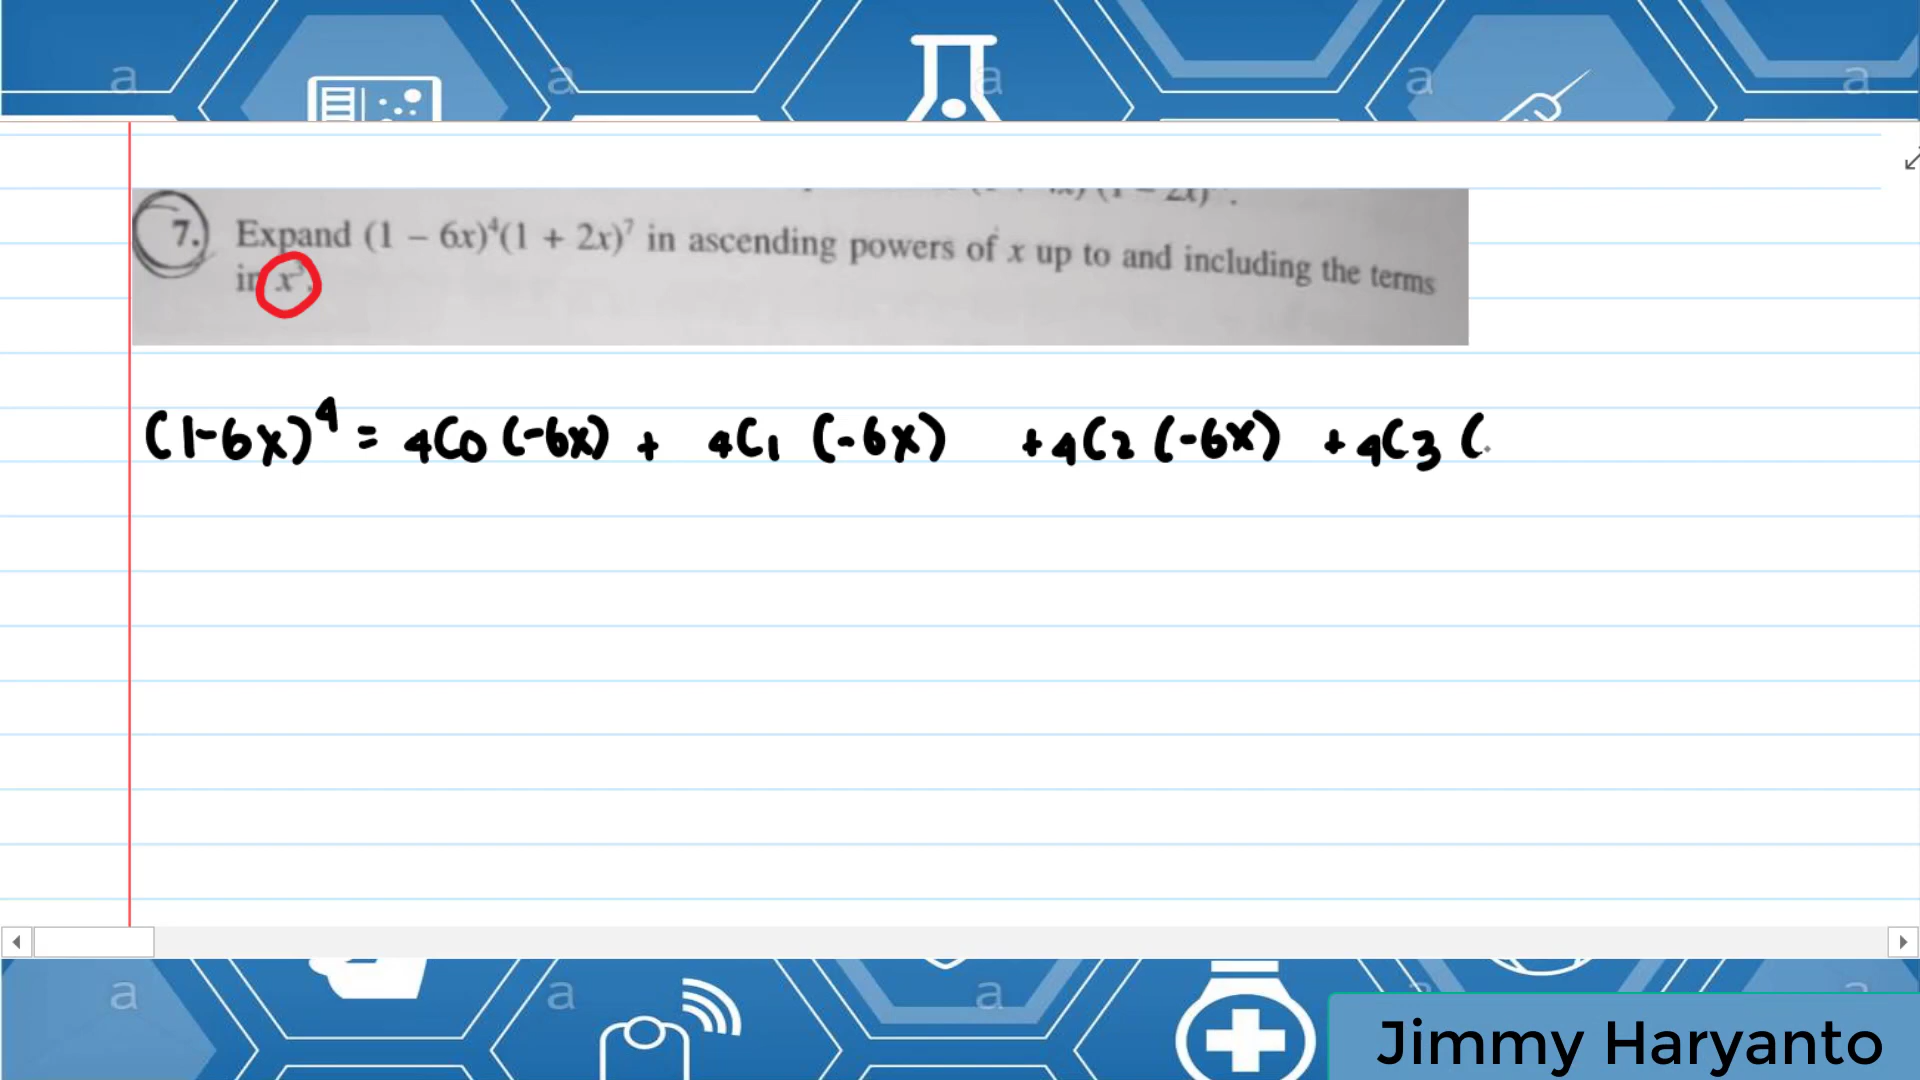 7. Expand (1 – 6x)⁴(1 + 2x)⁷ in ascending powers of x up to and including the terms
in x³.
(1-6x)⁴ = 4C0 (-6x) + 4C1 (-6x) + 4C2 (-6x) + 4C3 (
a a a a a
a a a
Jimmy Haryanto